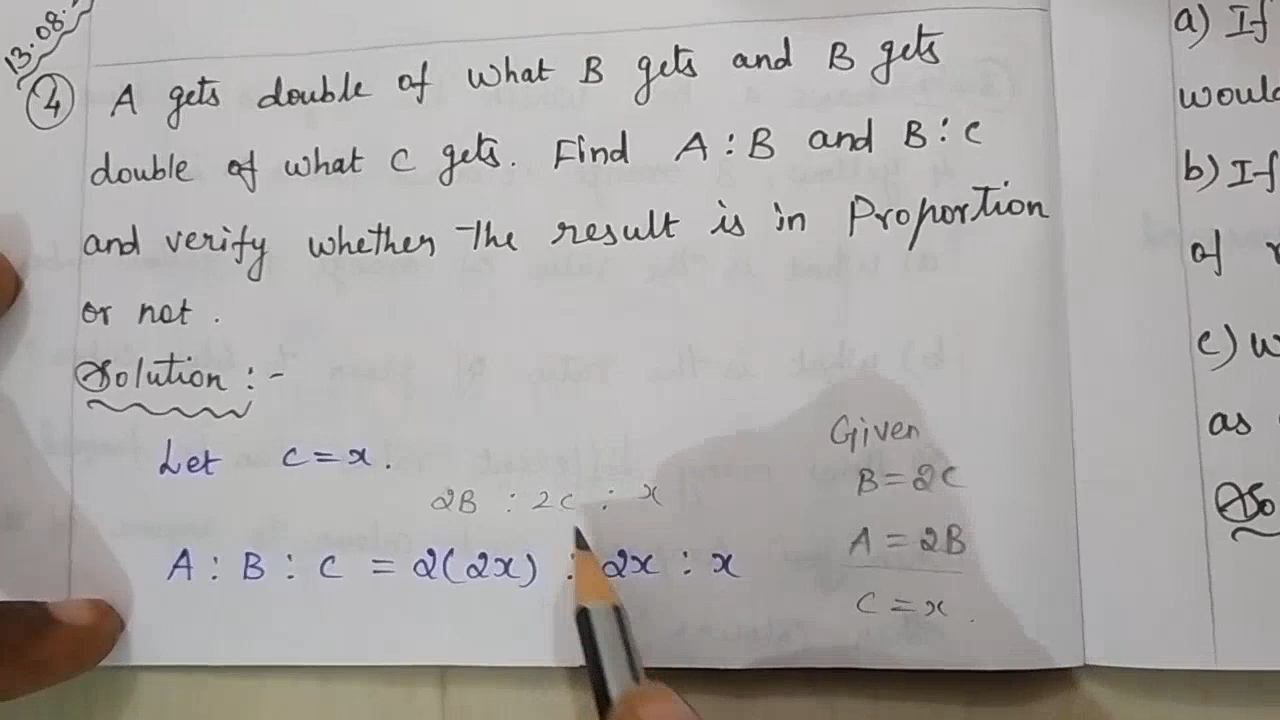 13.08.
4 A gets double of what B gets and B gets
double of what C gets. Find A : B and B : C
and verify whether the result is in Proportion
or not.
Solution :-
Let C = x.
2B : 2C : x
A : B : C = 2(2x) : 2x : x
Given
B = 2C
A = 2B
C = x.
a) If
b) If
of
c)
as